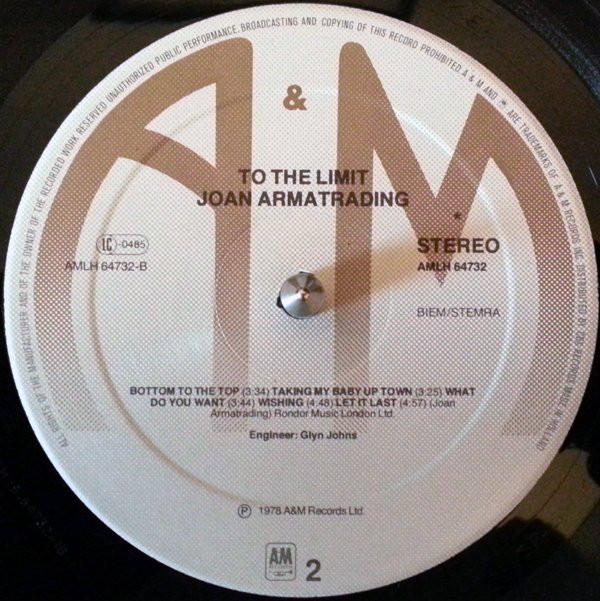 ALL RIGHTS OF THE MANUFACTURER AND OF THE OWNER OF THE RECORDED WORK RESERVED UNAUTHORIZED PUBLIC PERFORMANCE, BROADCASTING AND COPYING OF THIS RECORD PROHIBITED. A & M AND ARE TRADEMARKS OF A & M RECORDS INC. DISTRIBUTED BY CBS RECORDS MADE IN HOLLAND
A&M
TO THE LIMIT
JOAN ARMATRADING
LC-0485
AMLH 64732-B
STEREO
AMLH 64732
BIEM/STEMRA
BOTTOM TO THE TOP (3:34) TAKING MY BABY UP TOWN (3:25) WHAT
DO YOU WANT (3:44) WISHING (4:48) LET IT LAST (4:57) (Joan
Armatrading) Rondor Music London Ltd.
Engineer: Glyn Johns
℗ 1978 A&M Records Ltd.
AM
RECORDS
2